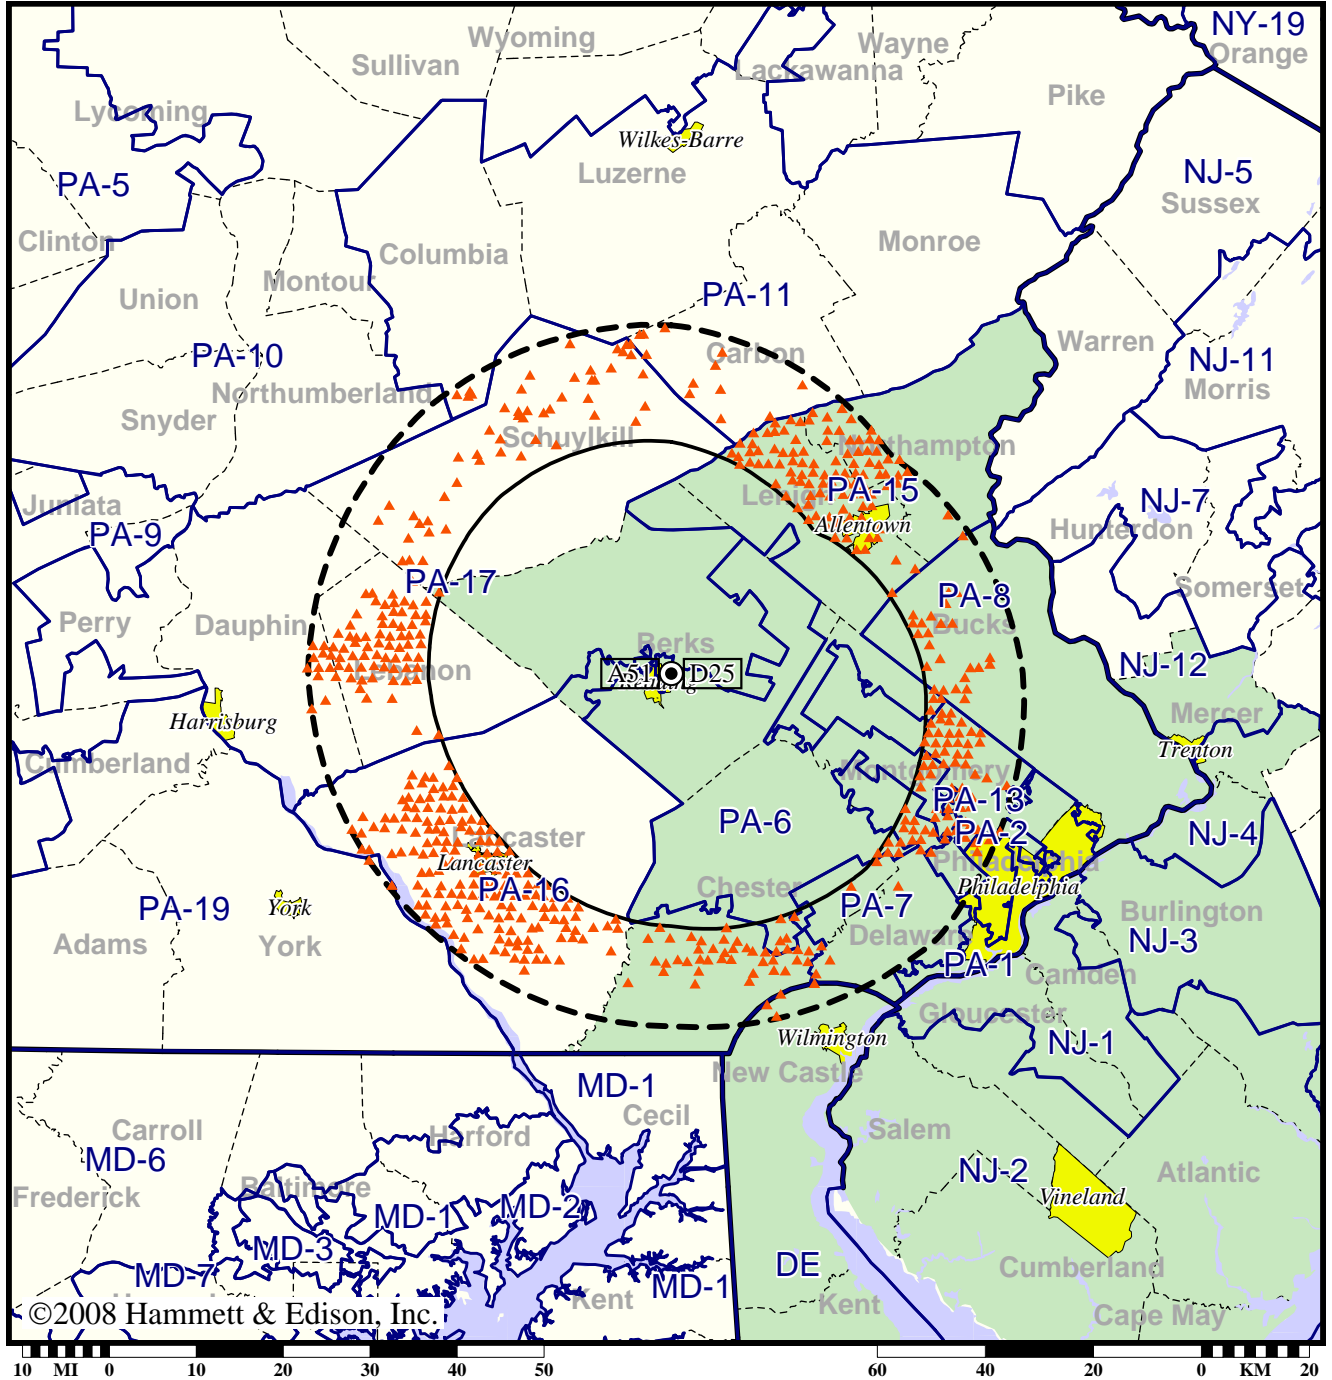 NY-19
Orange
Wyoming
Wayne
Sullivan
Lackawanna
Pike
Lycoming
Wilkes-Barre
Luzerne
PA-5
NJ-5
Sussex
Clinton
Columbia
Monroe
Montour
Union
PA-11
Warren
PA-10
Carbon
NJ-11
Morris
Northumberland
Snyder
Schuylkill
Northampton
Lehigh
PA-15
NJ-7
Juniata
Allentown
Hunterdon
PA-9
PA-17
Somerset
PA-8
Perry
Dauphin
Bucks
Berks
NJ-12
Lebanon
A51
D25
Harrisburg
Mercer
Trenton
Cumberland
Montgomery
PA-13
PA-6
PA-2
NJ-4
Lancaster
Lancaster
Philadelphia
PA-16
Chester
Philadelphia
PA-19
York
PA-7
Burlington
Adams
York
Delaware
NJ-3
PA-1
Camden
Gloucester
Wilmington
NJ-1
New Castle
MD-1
Cecil
Carroll
Harford
Salem
MD-6
NJ-2
Atlantic
Frederick
Baltimore
Vineland
MD-1
MD-2
MD-3
DE
Cumberland
MD-7
MD-1
Kent
Kent
Cape May
©2008 Hammett & Edison, Inc.
10 MI 0 10 20 30 40 50 60 40 20 0 KM 20